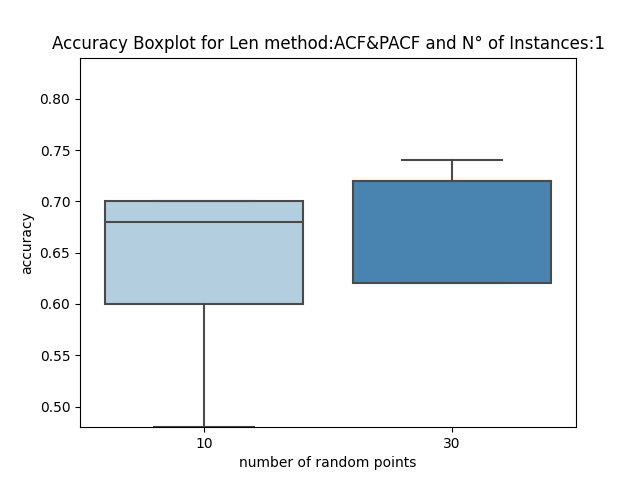 Accuracy Boxplot for Len method:ACF&PACF and N° of Instances:1
0.80
0.75
0.70
0.65
0.60
0.55
0.50
accuracy
10 30
number of random points